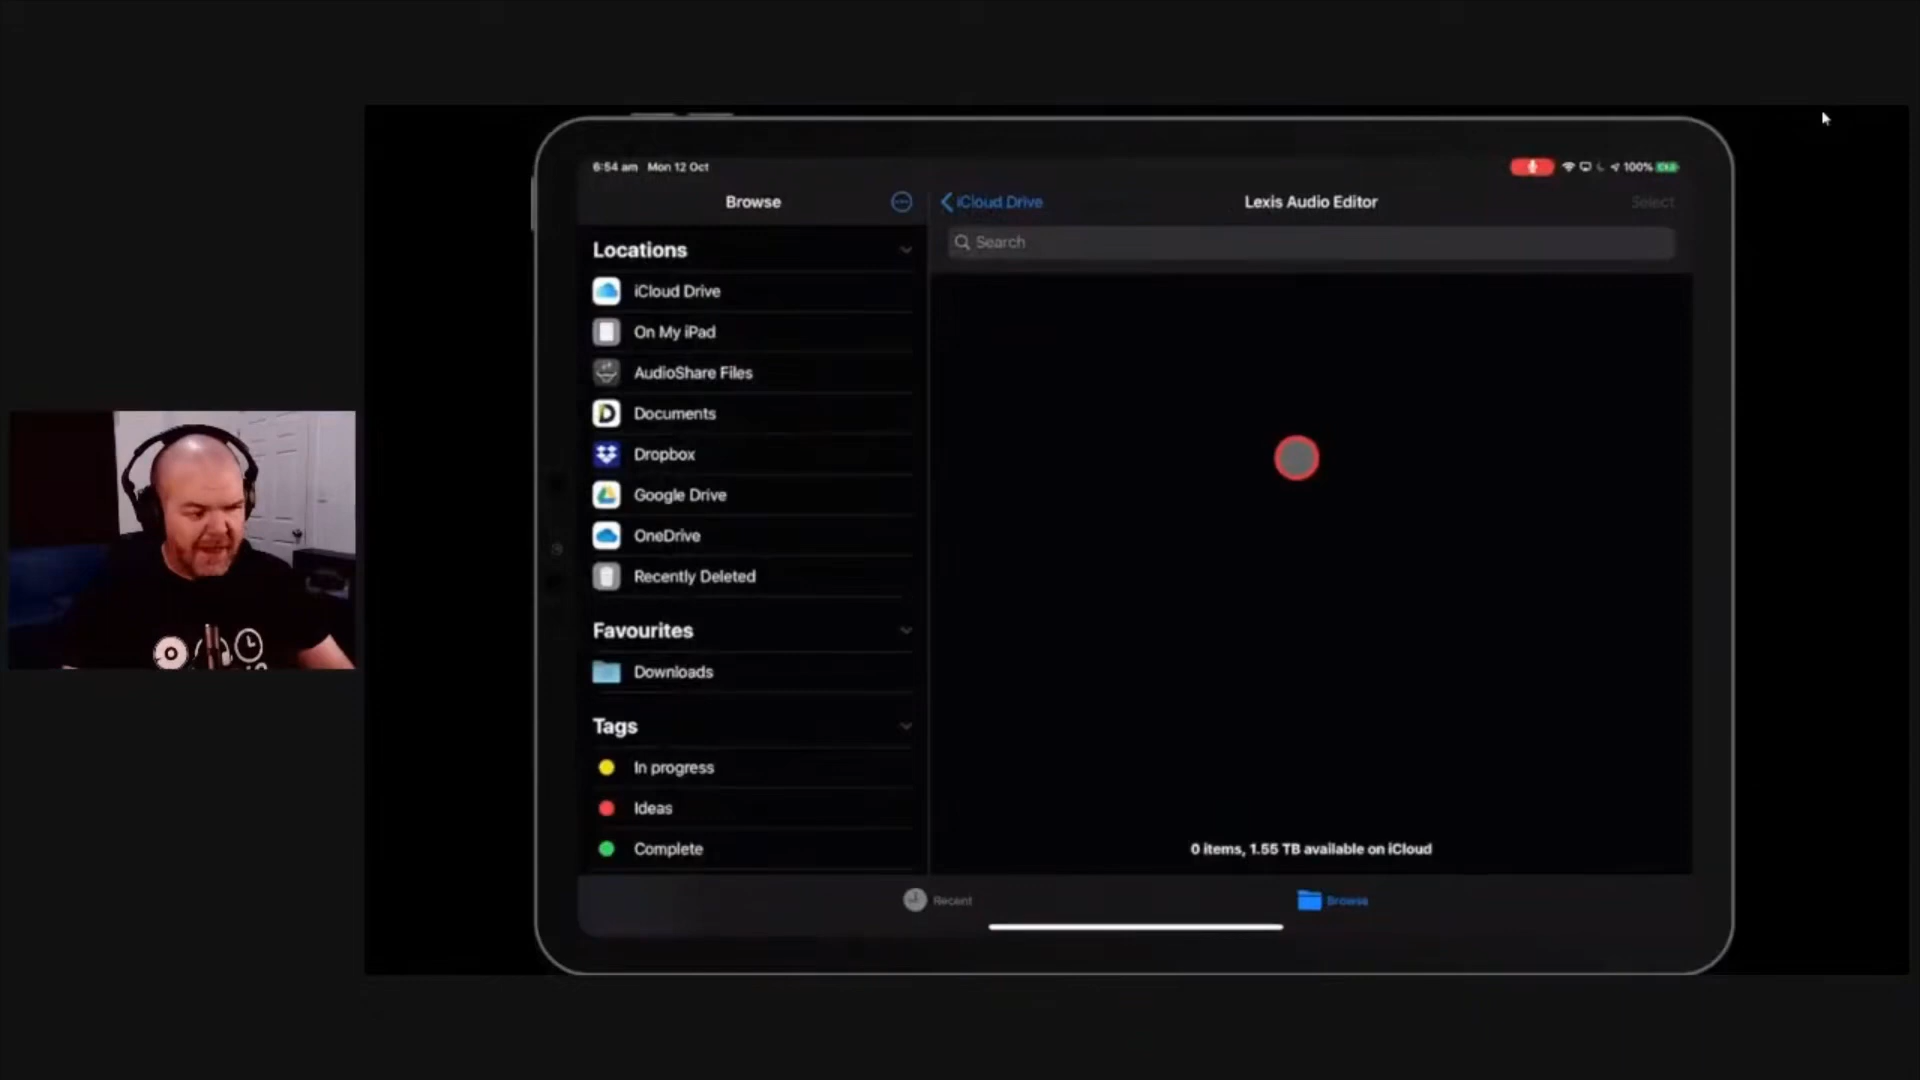 6:54 am Mon 12 Oct
100%
Browse
iCloud Drive
Lexis Audio Editor
Select
Search
Locations
iCloud Drive
On My iPad
AudioShare Files
Documents
Dropbox
Google Drive
OneDrive
Recently Deleted
Favourites
Downloads
Tags
In progress
Ideas
Complete
0 items, 1.55 TB available on iCloud
Recent
Browse